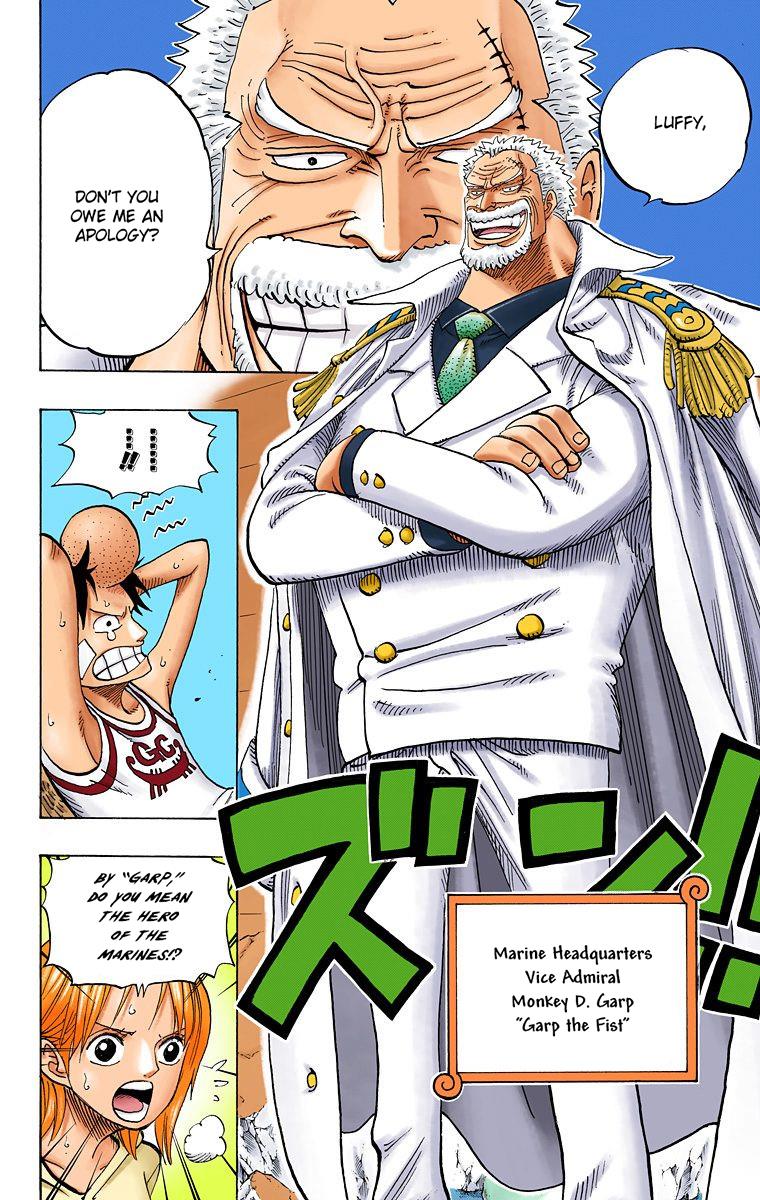 LUFFY,
DON'T YOU
OWE ME AN
APOLOGY?
!!
GC
BY "GARP,"
DO YOU MEAN
THE HERO
OF THE
MARINES!?
ズン!!
Marine Headquarters
Vice Admiral
Monkey D. Garp
"Garp the Fist"